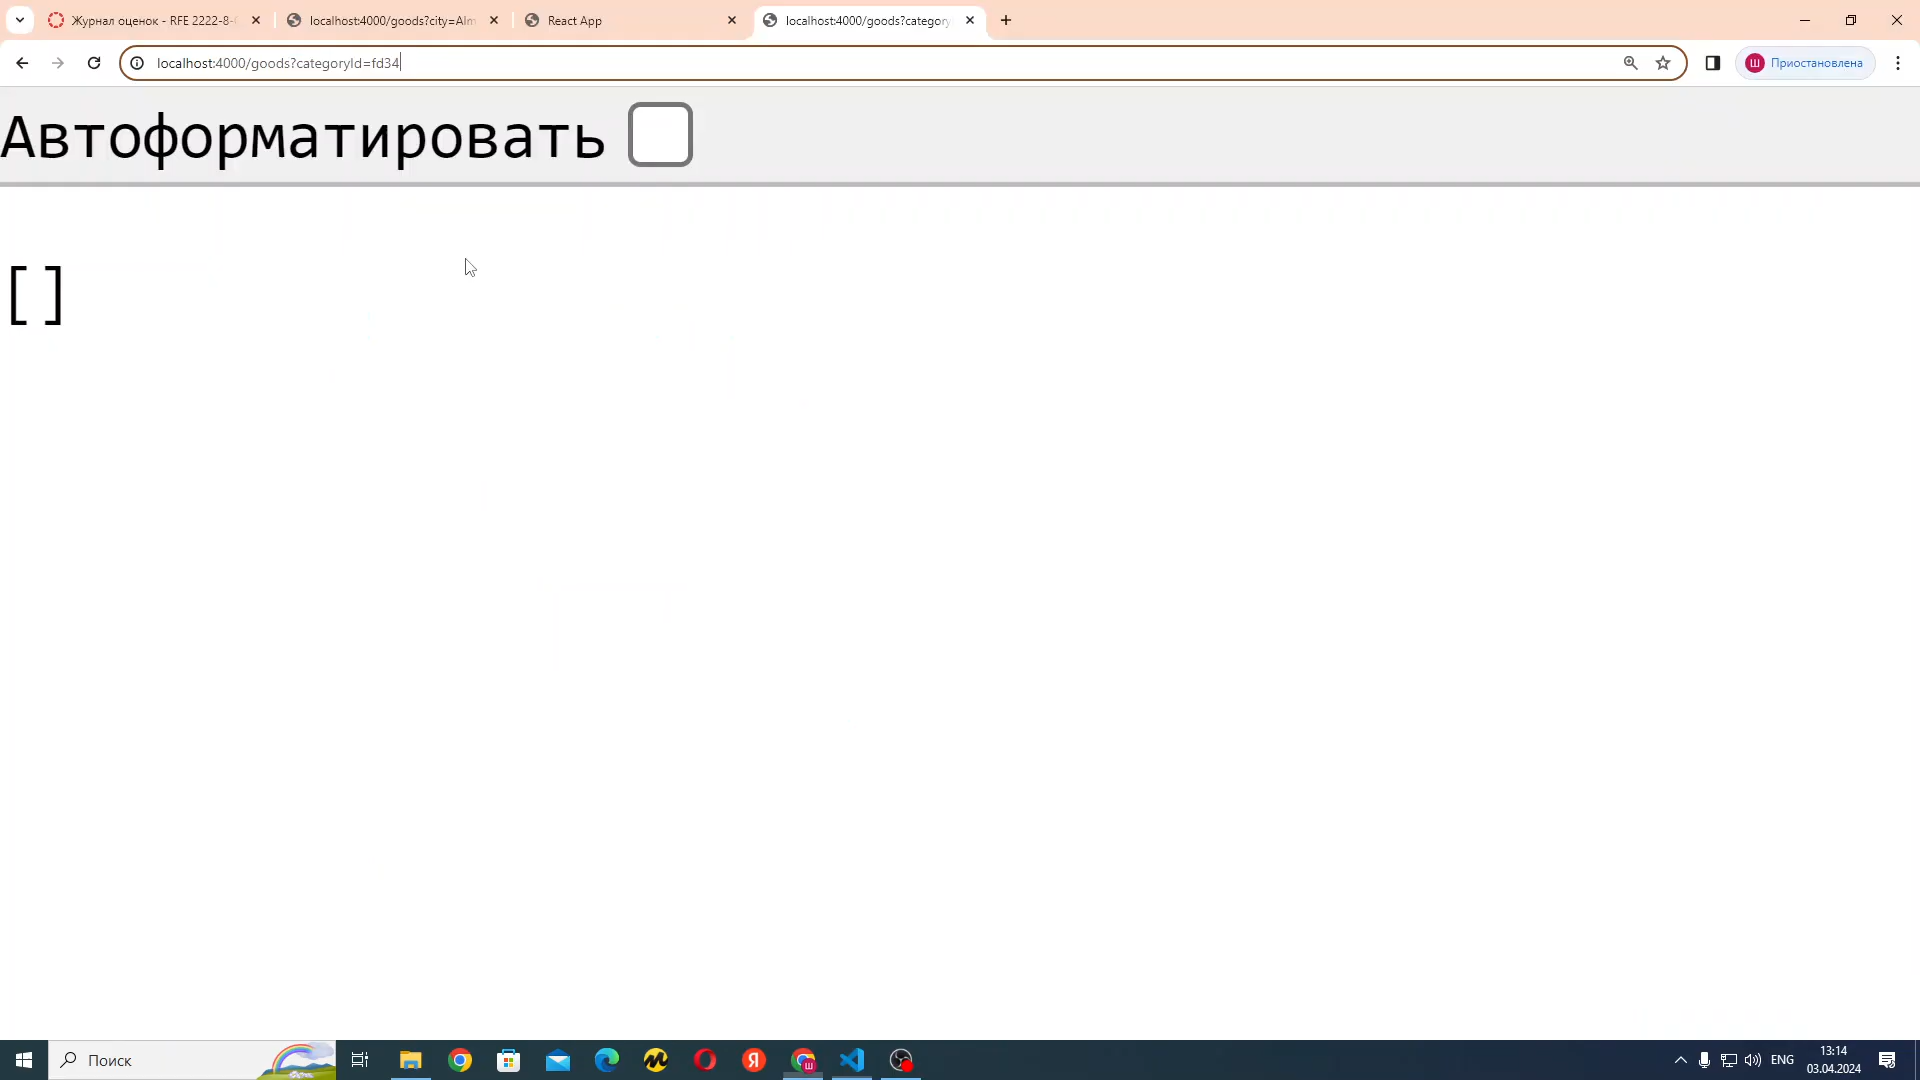 Журнал оценок - RFE 2222-8-
localhost:4000/goods?city=Alm
React App
localhost:4000/goods?category
localhost:4000/goods?categoryId=fd34
Ш
Приостановлена
Автоформатировать
[]
Поиск
Я
Ш
ENG
13:14
03.04.2024